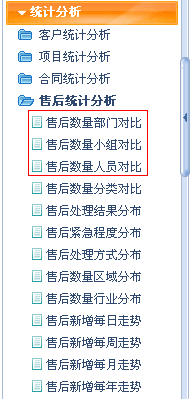 统计分析
客户统计分析
项目统计分析
合同统计分析
售后统计分析
售后数量部门对比
售后数量小组对比
售后数量人员对比
售后数量分类对比
售后处理结果分布
售后紧急程度分布
售后处理方式分布
售后数量区域分布
售后数量行业分布
售后新增每日走势
售后新增每周走势
售后新增每月走势
售后新增每年走势